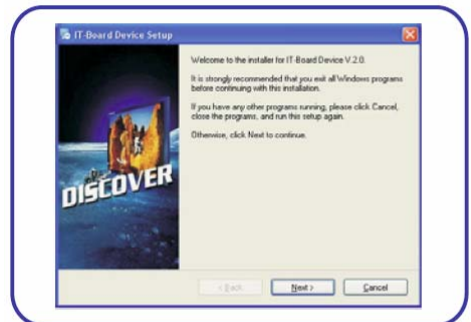 IT-Board Device Setup
Welcome to the installer for IT-Board Device V.2.0.
It is strongly recommended that you exit all Windows programs
before continuing with this installation.
If you have any other programs running, please click Cancel,
close the programs, and run this setup again.
Otherwise, click Next to continue.
DISCOVER
< Back
Next >
Cancel